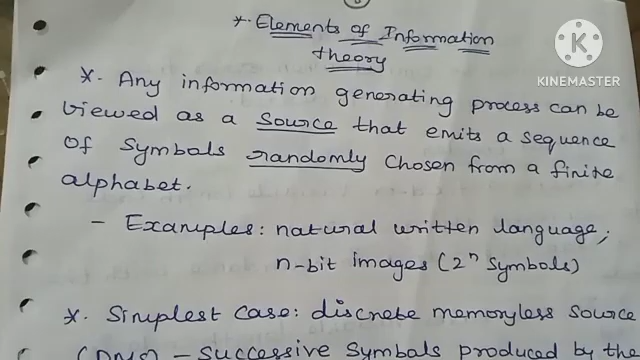 * Elements of Information
theory
* Any information generating process can be
viewed as a source that emits a sequence
of symbols randomly chosen from a finite
alphabet.
- Examples: natural written language;
n-bit images (2ⁿ symbols)
* Simplest case: discrete memoryless source
(DMS) - Successive symbols produced by the
K
KINEMASTER